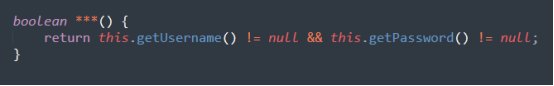 boolean ***() {
return this.getUsername() != null && this.getPassword() != null;
}